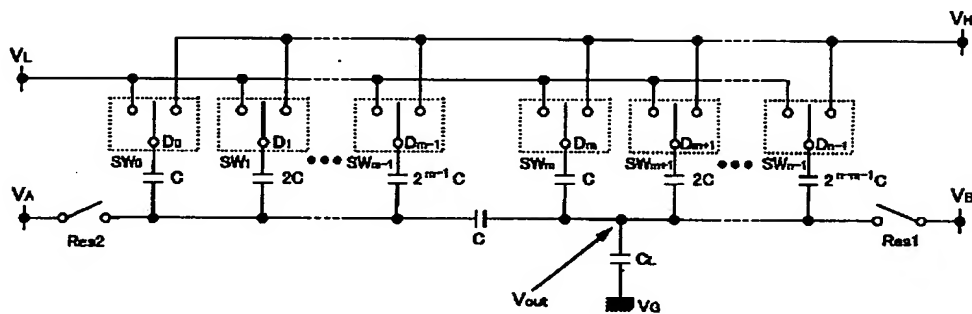 VH
VL
D0 D1 Dm-1 Dm Dm+1 Dn-1
SW0 SW1 ••• SWm-1 SWm SWm+1 ••• SWn-1
C 2C 2^m-1 C C 2C 2^n-m-1 C
VA VB
Res2 C Res1
CL
Vout VG